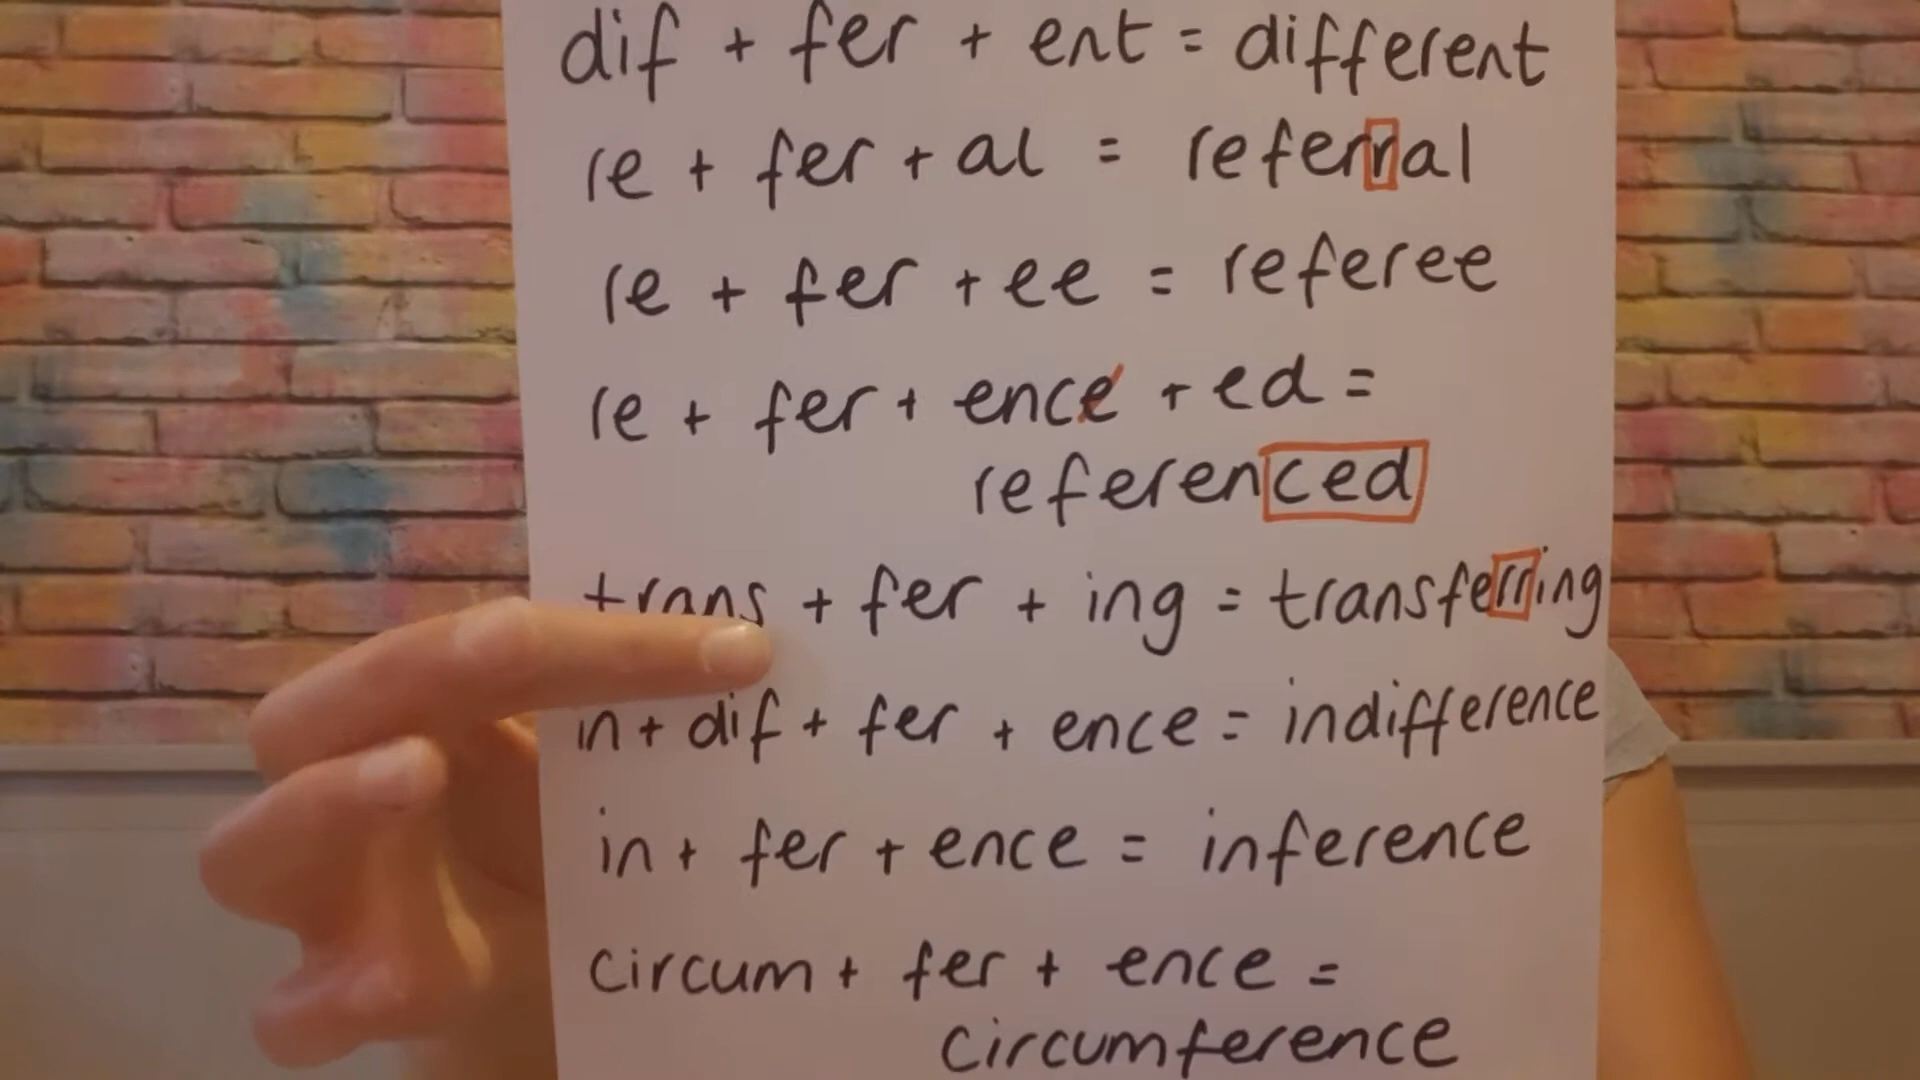 dif + fer + ent = different
re + fer + al = referral
re + fer + ee = referee
re + fer + ence + ed =
referenced
trans + fer + ing = transferring
in + dif + fer + ence = indifference
in + fer + ence = inference
circum + fer + ence =
circumference